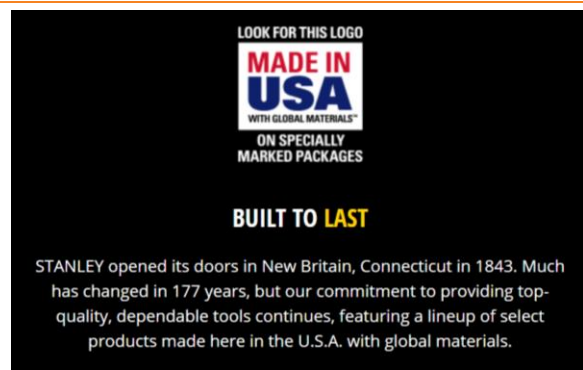 LOOK FOR THIS LOGO
MADE IN
USA
WITH GLOBAL MATERIALS™
ON SPECIALLY
MARKED PACKAGES
BUILT TO LAST
STANLEY opened its doors in New Britain, Connecticut in 1843. Much
has changed in 177 years, but our commitment to providing top-
quality, dependable tools continues, featuring a lineup of select
products made here in the U.S.A. with global materials.